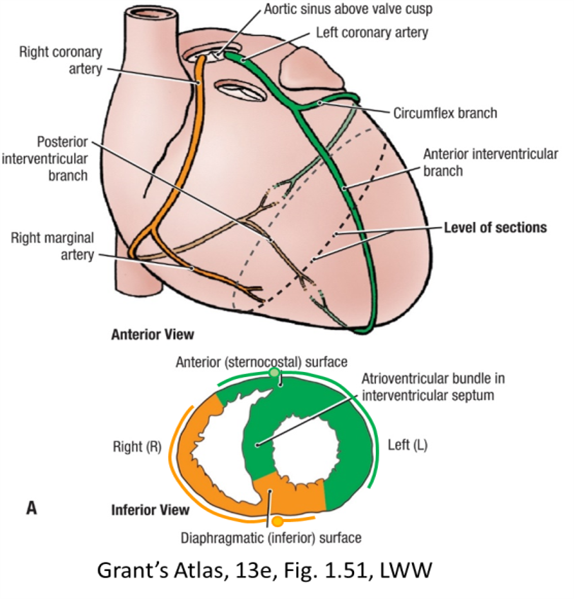 Aortic sinus above valve cusp
Left coronary artery
Right coronary
artery
Circumflex branch
Posterior
interventricular
branch
Anterior interventricular
branch
Level of sections
Right marginal
artery
Anterior View
Anterior (sternocostal) surface
Atrioventricular bundle in
interventricular septum
Right (R)
Left (L)
A
Inferior View
Diaphragmatic (inferior) surface
Grant's Atlas, 13e, Fig. 1.51, LWW